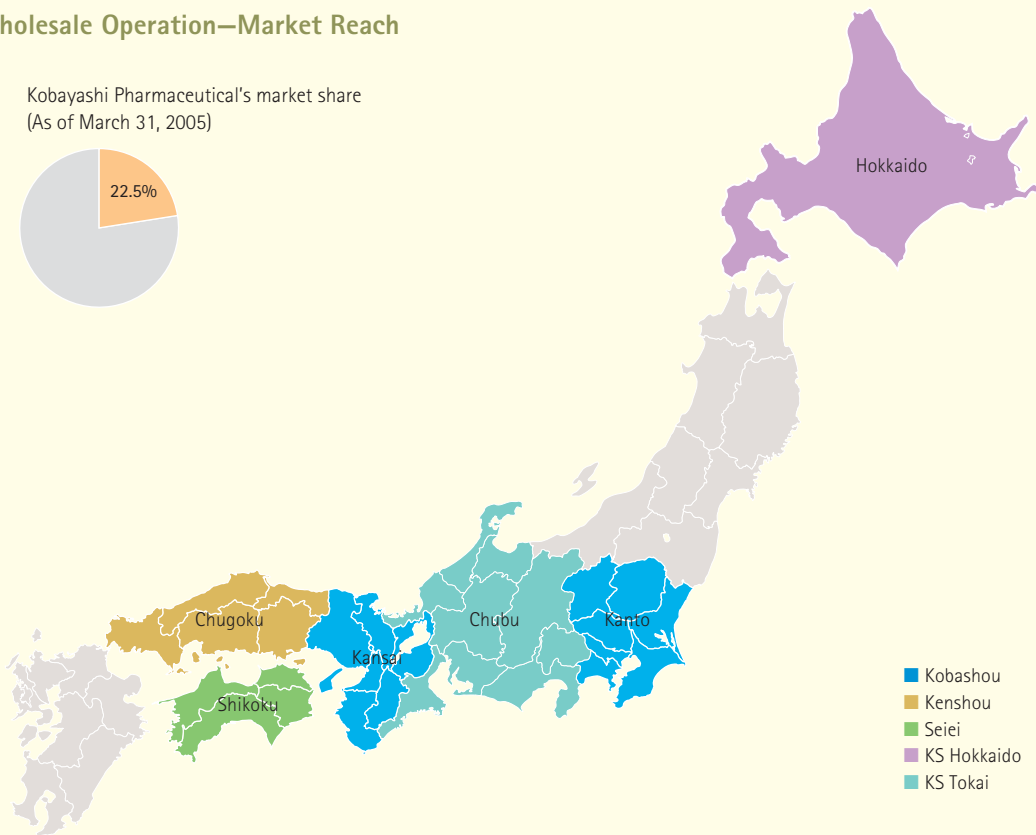 holesale Operation—Market Reach
Kobayashi Pharmaceutical's market share
(As of March 31, 2005)
22.5%
Hokkaido
Chugoku
Chubu
Kanto
Kansai
Shikoku
Kobashou
Kenshou
Seiei
KS Hokkaido
KS Tokai